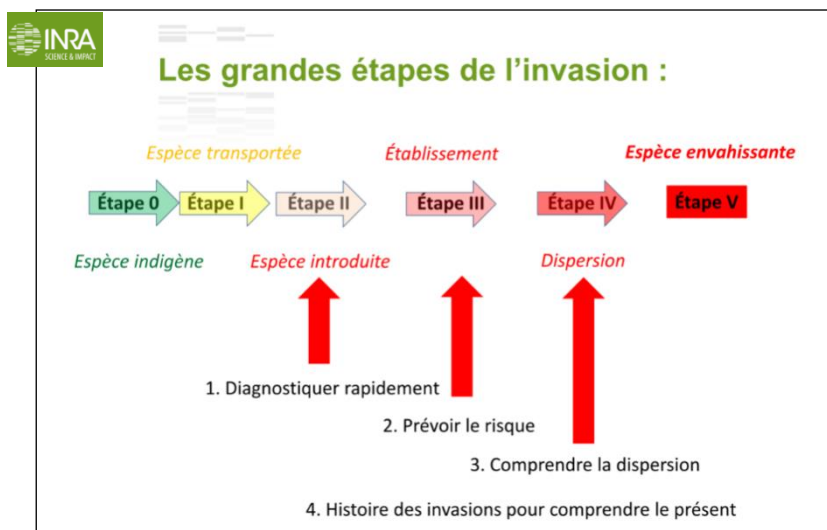 INRA
SCIENCE & IMPACT
Les grandes étapes de l'invasion :
Espèce transportée
Établissement
Espèce envahissante
Étape 0
Étape I
Étape II
Étape III
Étape IV
Étape V
Espèce indigène
Espèce introduite
Dispersion
1. Diagnostiquer rapidement
2. Prévoir le risque
3. Comprendre la dispersion
4. Histoire des invasions pour comprendre le présent